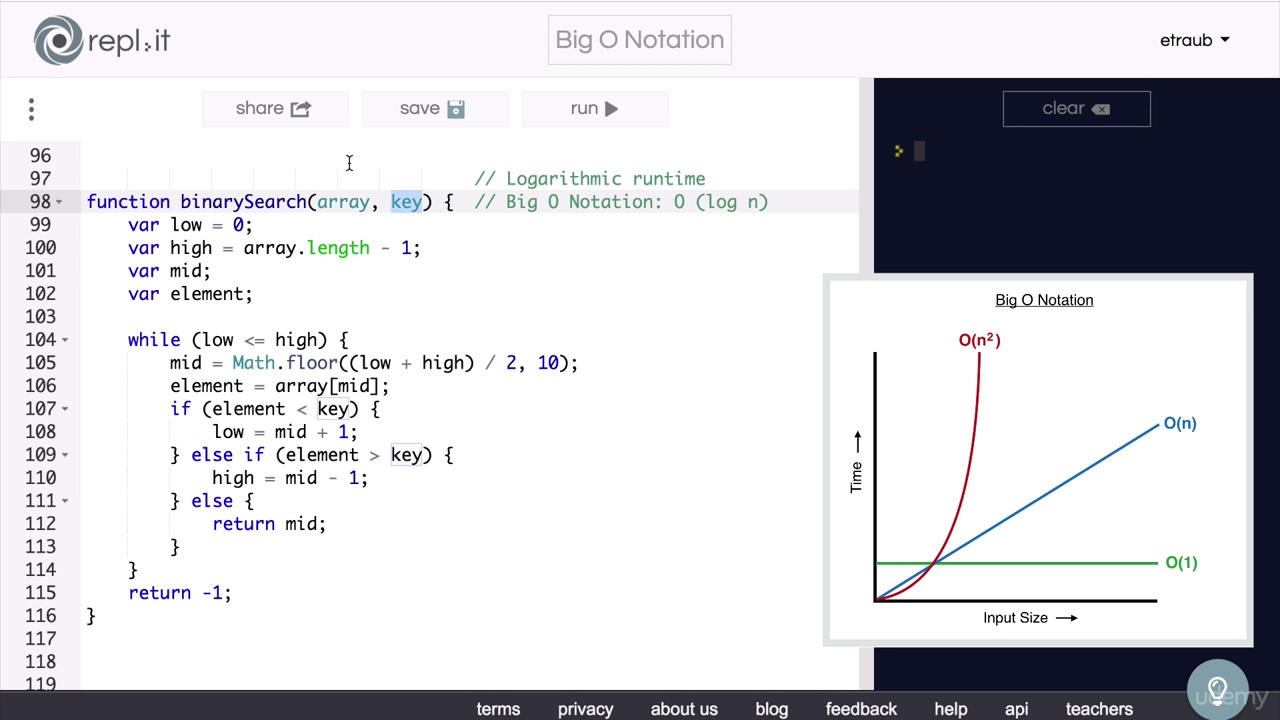 repl.it
Big O Notation
etraub
share
save
run
clear
96
97 // Logarithmic runtime
98 function binarySearch(array, key) { // Big O Notation: O (log n)
99 var low = 0;
100 var high = array.length - 1;
101 var mid;
102 var element;
103
104 while (low <= high) {
105 mid = Math.floor((low + high) / 2, 10);
106 element = array[mid];
107 if (element < key) {
108 low = mid + 1;
109 } else if (element > key) {
110 high = mid - 1;
111 } else {
112 return mid;
113 }
114 }
115 return -1;
116 }
117
118
119
Big O Notation
O(n²)
O(n)
O(1)
Time
Input Size
terms privacy about us blog feedback help api teachers
udemy